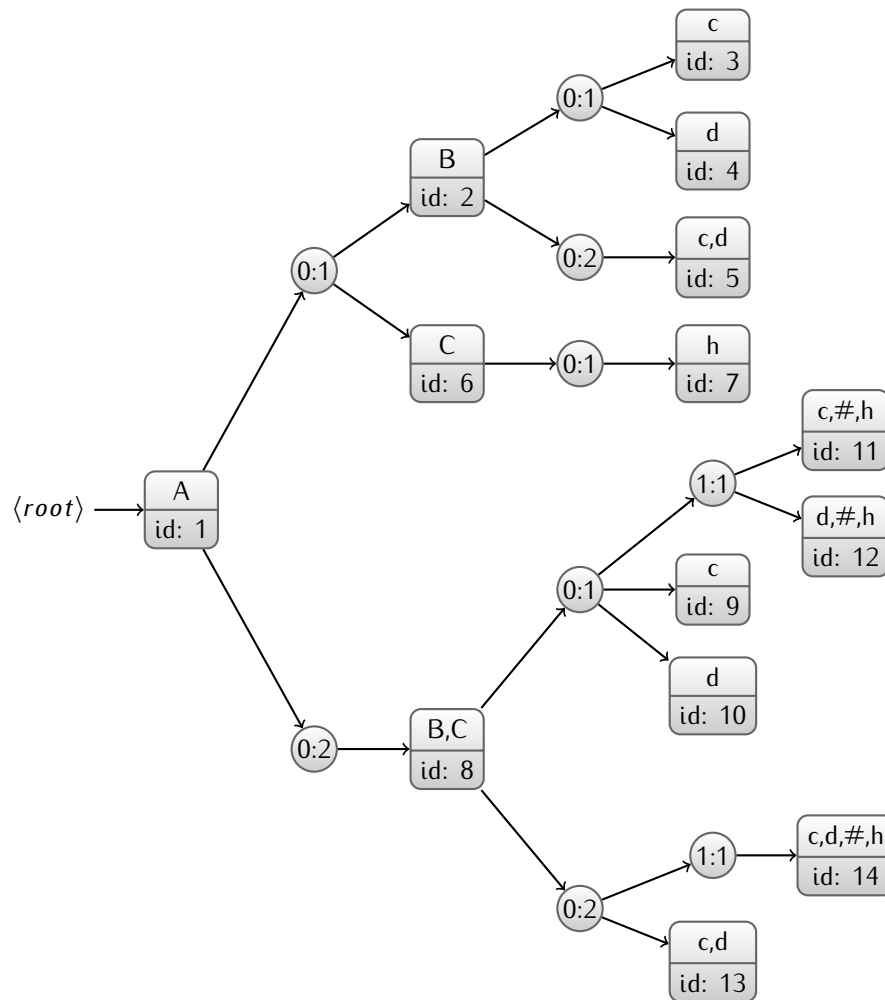 c
id: 3
0:1
d
id: 4
B
id: 2
c,d
0:2
id: 5
0:1
C
h
0:1
id: 6
id: 7
c,#,h
id: 11
1:1
A
⟨root⟩
id: 1
d,#,h
id: 12
c
0:1
id: 9
d
id: 10
B,C
0:2
id: 8
c,d,#,h
1:1
id: 14
0:2
c,d
id: 13